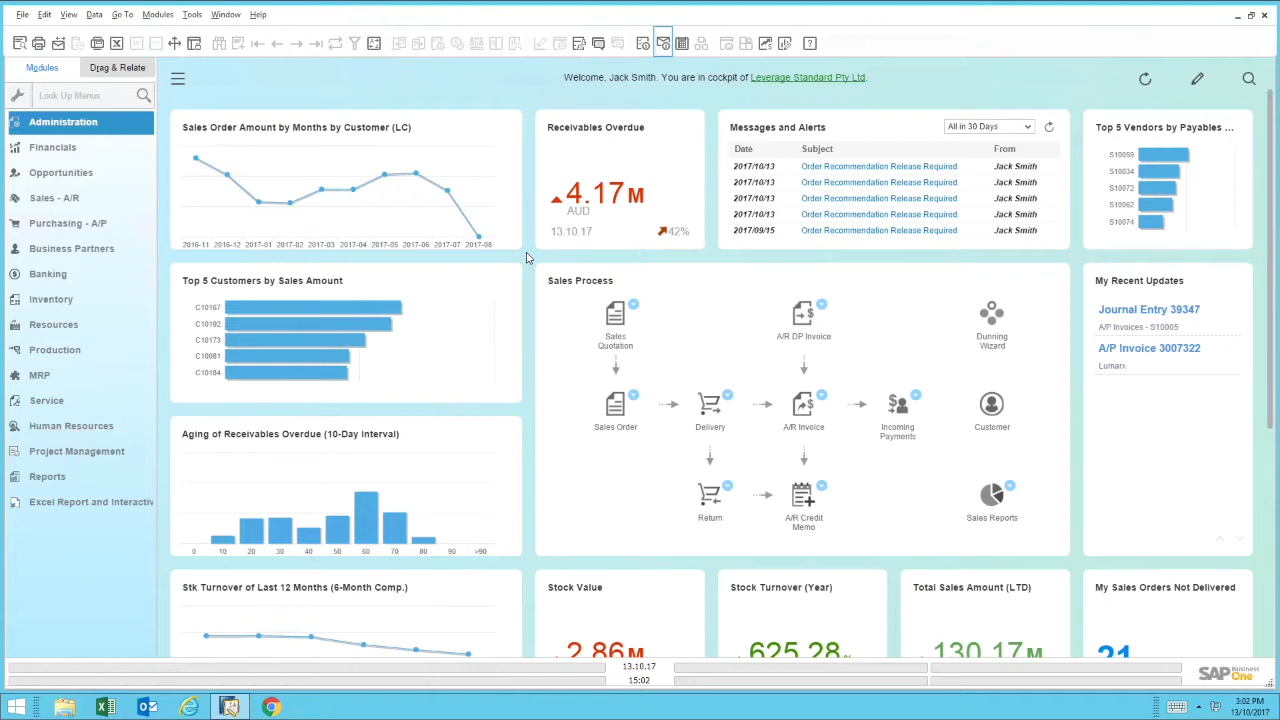 File Edit View Data Go To Modules Tools Window Help
Modules
Drag & Relate
Look Up Menus
Administration
Financials
Opportunities
Sales - A/R
Purchasing - A/P
Business Partners
Banking
Inventory
Resources
Production
MRP
Service
Human Resources
Project Management
Reports
Excel Report and Interactiv
Welcome, Jack Smith. You are in cockpit of Leverage Standard Pty Ltd.
Sales Order Amount by Months by Customer (LC)
2016-11 2016-12 2017-01 2017-02 2017-03 2017-04 2017-05 2017-06 2017-07 2017-08
Receivables Overdue
4.17 M
AUD
13.10.17
42%
Messages and Alerts
All in 30 Days
Date Subject From
2017/10/13 Order Recommendation Release Required Jack Smith
2017/10/13 Order Recommendation Release Required Jack Smith
2017/10/13 Order Recommendation Release Required Jack Smith
2017/10/13 Order Recommendation Release Required Jack Smith
2017/09/15 Order Recommendation Release Required Jack Smith
Top 5 Vendors by Payables ...
S10059
S10034
S10072
S10062
S10074
Top 5 Customers by Sales Amount
C10167
C10192
C10173
C10081
C10184
Sales Process
Sales
Quotation
A/R DP Invoice
Dunning
Wizard
Sales Order
Delivery
A/R Invoice
Incoming
Payments
Customer
Return
A/R Credit
Memo
Sales Reports
My Recent Updates
Journal Entry 39347
A/P Invoices - S10005
A/P Invoice 3007322
Lumarx
Aging of Receivables Overdue (10-Day Interval)
0 10 20 30 40 50 60 70 80 90 >90
Stk Turnover of Last 12 Months (6-Month Comp.)
Stock Value
2.86 M
Stock Turnover (Year)
625.28 %
Total Sales Amount (LTD)
130.17 M
My Sales Orders Not Delivered
21
13.10.17
15:02
SAP Business One
3:02 PM
13/10/2017